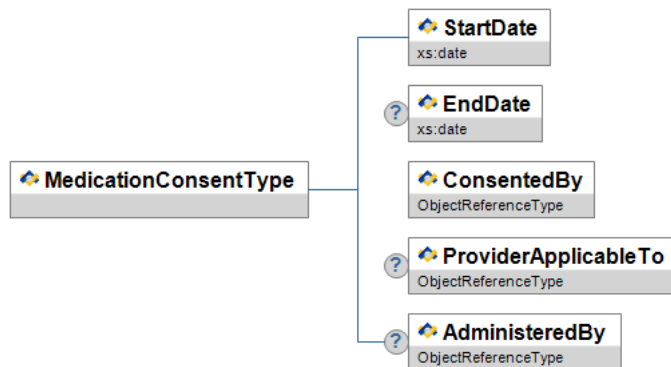 StartDate
xs:date
? EndDate
xs:date
MedicationConsentType
ConsentedBy
ObjectReferenceType
? ProviderApplicableTo
ObjectReferenceType
? AdministeredBy
ObjectReferenceType